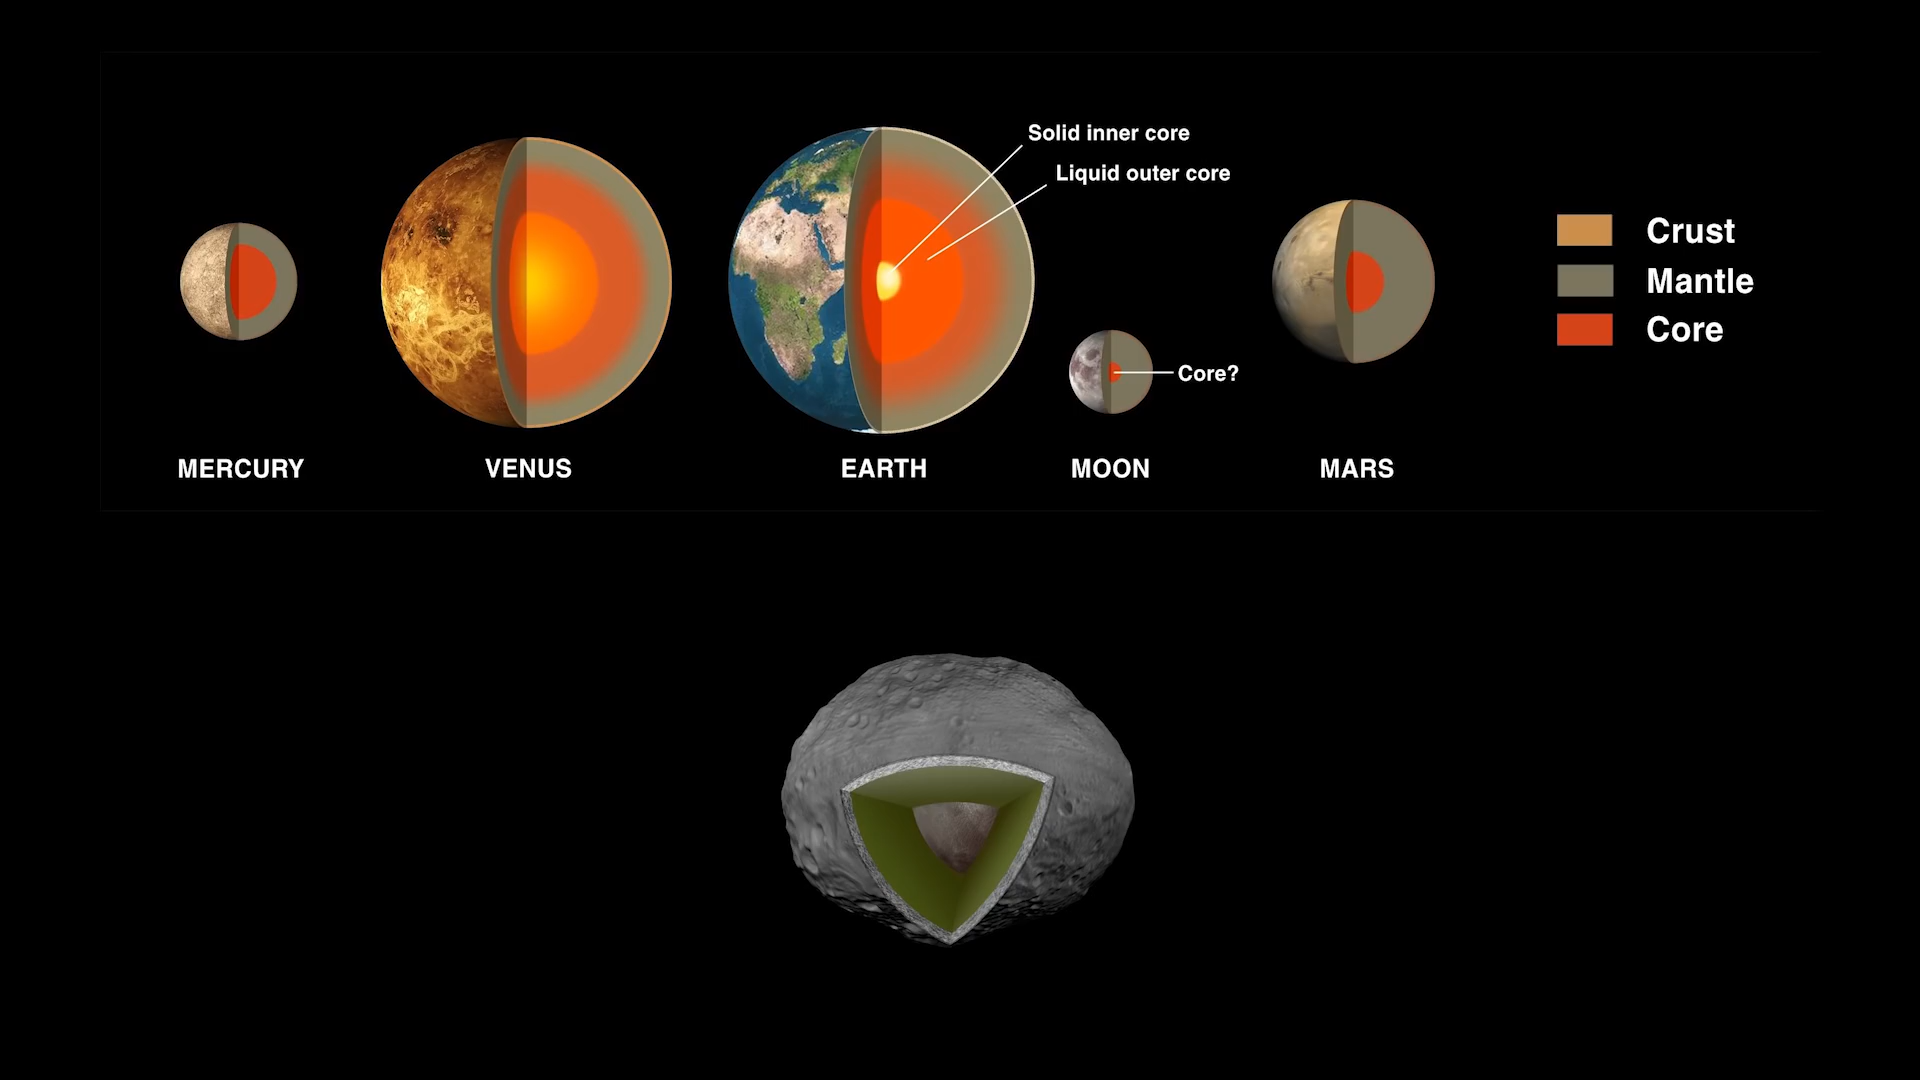 Solid inner core
Liquid outer core
Crust
Mantle
Core
Core?
MERCURY
VENUS
EARTH
MOON
MARS